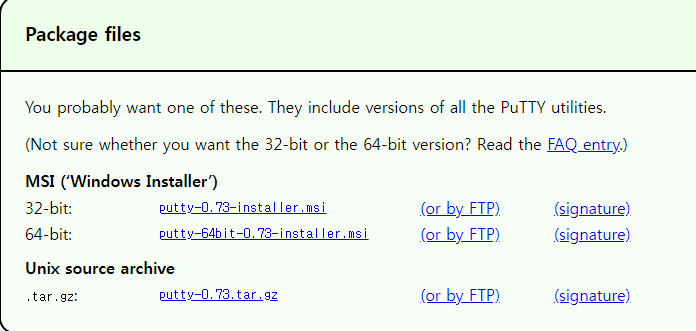 Package files
You probably want one of these. They include versions of all the PuTTY utilities.
(Not sure whether you want the 32-bit or the 64-bit version? Read the FAQ entry.)
MSI (‘Windows Installer’)
32-bit: putty-0.73-installer.msi (or by FTP) (signature)
64-bit: putty-64bit-0.73-installer.msi (or by FTP) (signature)
Unix source archive
.tar.gz: putty-0.73.tar.gz (or by FTP) (signature)